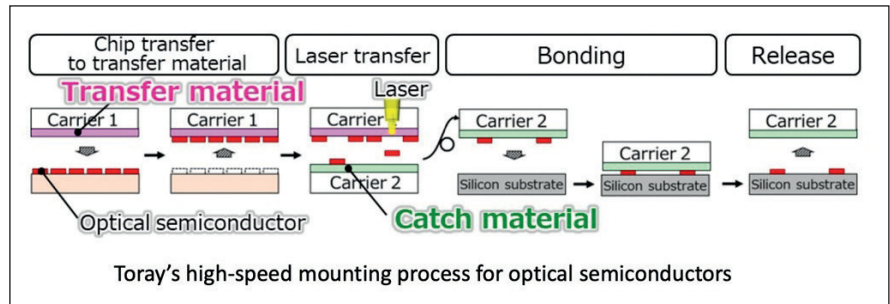 Chip transfer
to transfer material
Laser transfer
Bonding
Release
Transfer material
Laser
Carrier 1
Carrier 1
Carrier
Carrier 2
Carrier 2
Carrier 2
Carrier 2
Silicon substrate
Silicon substrate
Silicon substrate
Optical semiconductor
Catch material
Toray’s high-speed mounting process for optical semiconductors